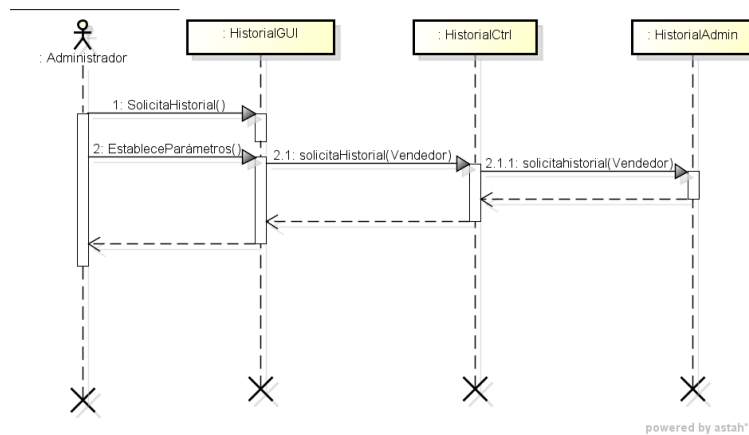 : Administrador
: HistorialGUI
: HistorialCtrl
: HistorialAdmin
1: SolicitaHistorial()
2: EstableceParámetros()
2.1: solicitaHistorial(Vendedor)
2.1.1: solicitahistorial(Vendedor)
powered by astah*